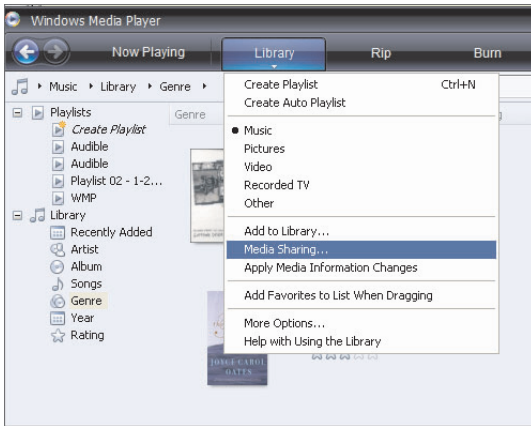 Windows Media Player
Now Playing Library Rip Burn
Music Library Genre
Create Playlist Ctrl+N
Create Auto Playlist
Music
Pictures
Video
Recorded TV
Other
Add to Library...
Media Sharing...
Apply Media Information Changes
Add Favorites to List When Dragging
More Options...
Help with Using the Library
Playlists
Create Playlist
Audible
Audible
Playlist 02 - 1-2...
WMP
Library
Recently Added
Artist
Album
Songs
Genre
Year
Rating
Genre
JOYCE CAROL
OATES